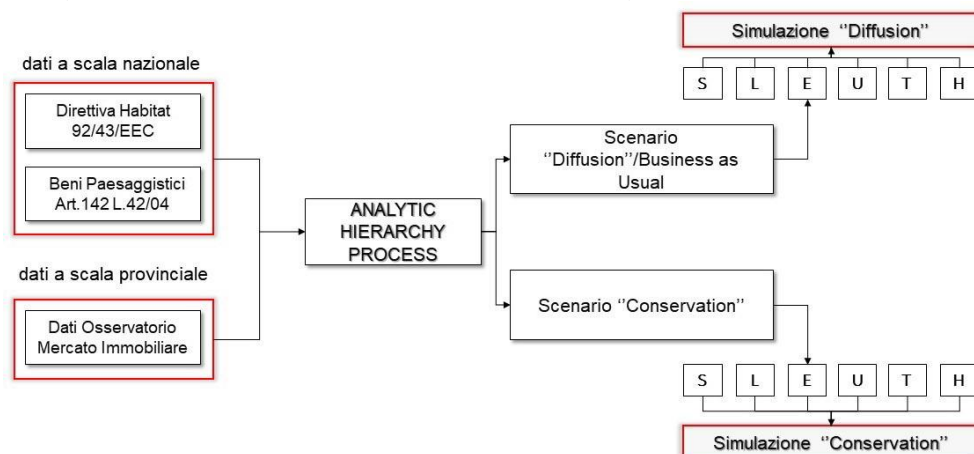 dati a scala nazionale
Direttiva Habitat
92/43/EEC
Beni Paesaggistici
Art.142 L.42/04
dati a scala provinciale
Dati Osservatorio
Mercato Immobiliare
ANALYTIC
HIERARCHY
PROCESS
Scenario
‘‘Diffusion’’/Business as
Usual
Scenario ‘‘Conservation’’
Simulazione ‘‘Diffusion’’
S L E U T H
S L E U T H
Simulazione ‘‘Conservation’’